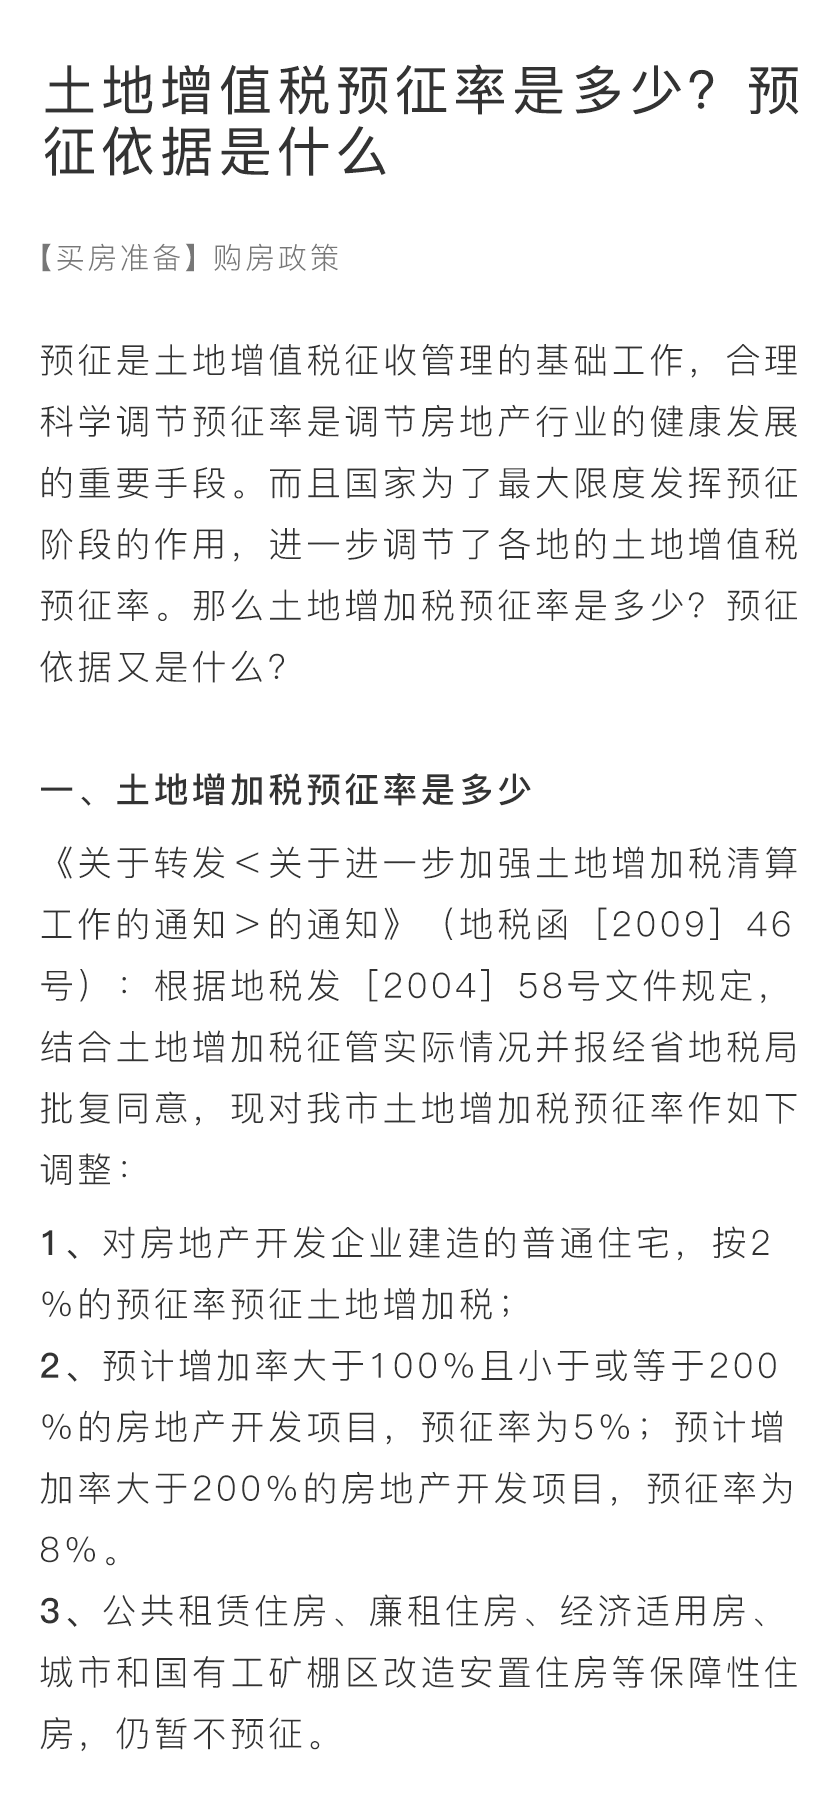 土地增值税预征率是多少？预
征依据是什么
【买房准备】购房政策
预征是土地增值税征收管理的基础工作，合理
科学调节预征率是调节房地产行业的健康发展
的重要手段。而且国家为了最大限度发挥预征
阶段的作用，进一步调节了各地的土地增值税
预征率。那么土地增加税预征率是多少？预征
依据又是什么？
一、土地增加税预征率是多少
《关于转发＜关于进一步加强土地增加税清算
工作的通知＞的通知》（地税函［2009］46
号）：根据地税发［2004］58号文件规定，
结合土地增加税征管实际情况并报经省地税局
批复同意，现对我市土地增加税预征率作如下
调整：
1、对房地产开发企业建造的普通住宅，按2
%的预征率预征土地增加税；
2、预计增加率大于100%且小于或等于200
%的房地产开发项目，预征率为5%；预计增
加率大于200%的房地产开发项目，预征率为
8%。
3、公共租赁住房、廉租住房、经济适用房、
城市和国有工矿棚区改造安置住房等保障性住
房，仍暂不预征。